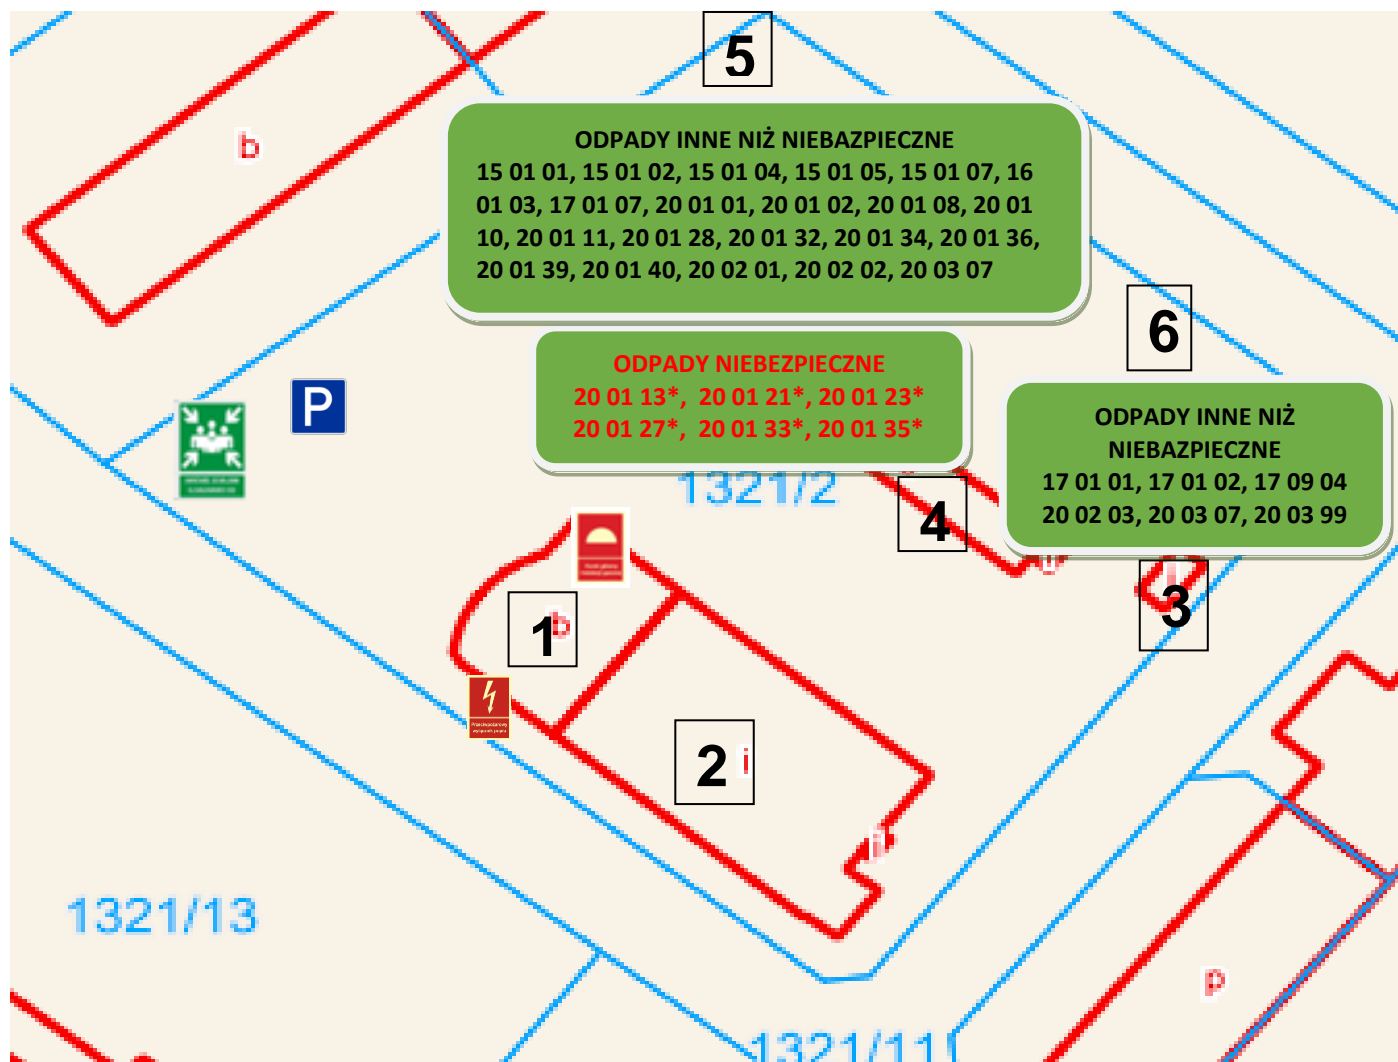 5
ODPADY INNE NIŻ NIEBAZPIECZNE
15 01 01, 15 01 02, 15 01 04, 15 01 05, 15 01 07, 16
01 03, 17 01 07, 20 01 01, 20 01 02, 20 01 08, 20 01
10, 20 01 11, 20 01 28, 20 01 32, 20 01 34, 20 01 36,
20 01 39, 20 01 40, 20 02 01, 20 02 02, 20 03 07
b
6
ODPADY NIEBEZPIECZNE
20 01 13*, 20 01 21*, 20 01 23*
20 01 27*, 20 01 33*, 20 01 35*
P
ODPADY INNE NIŻ
NIEBAZPIECZNE
17 01 01, 17 01 02, 17 09 04
20 02 03, 20 03 07, 20 03 99
1321/2
4
3
1
b
Przeciwpożarowy
wyłącznik prądu
2
i
i
1321/13
p
1321/11